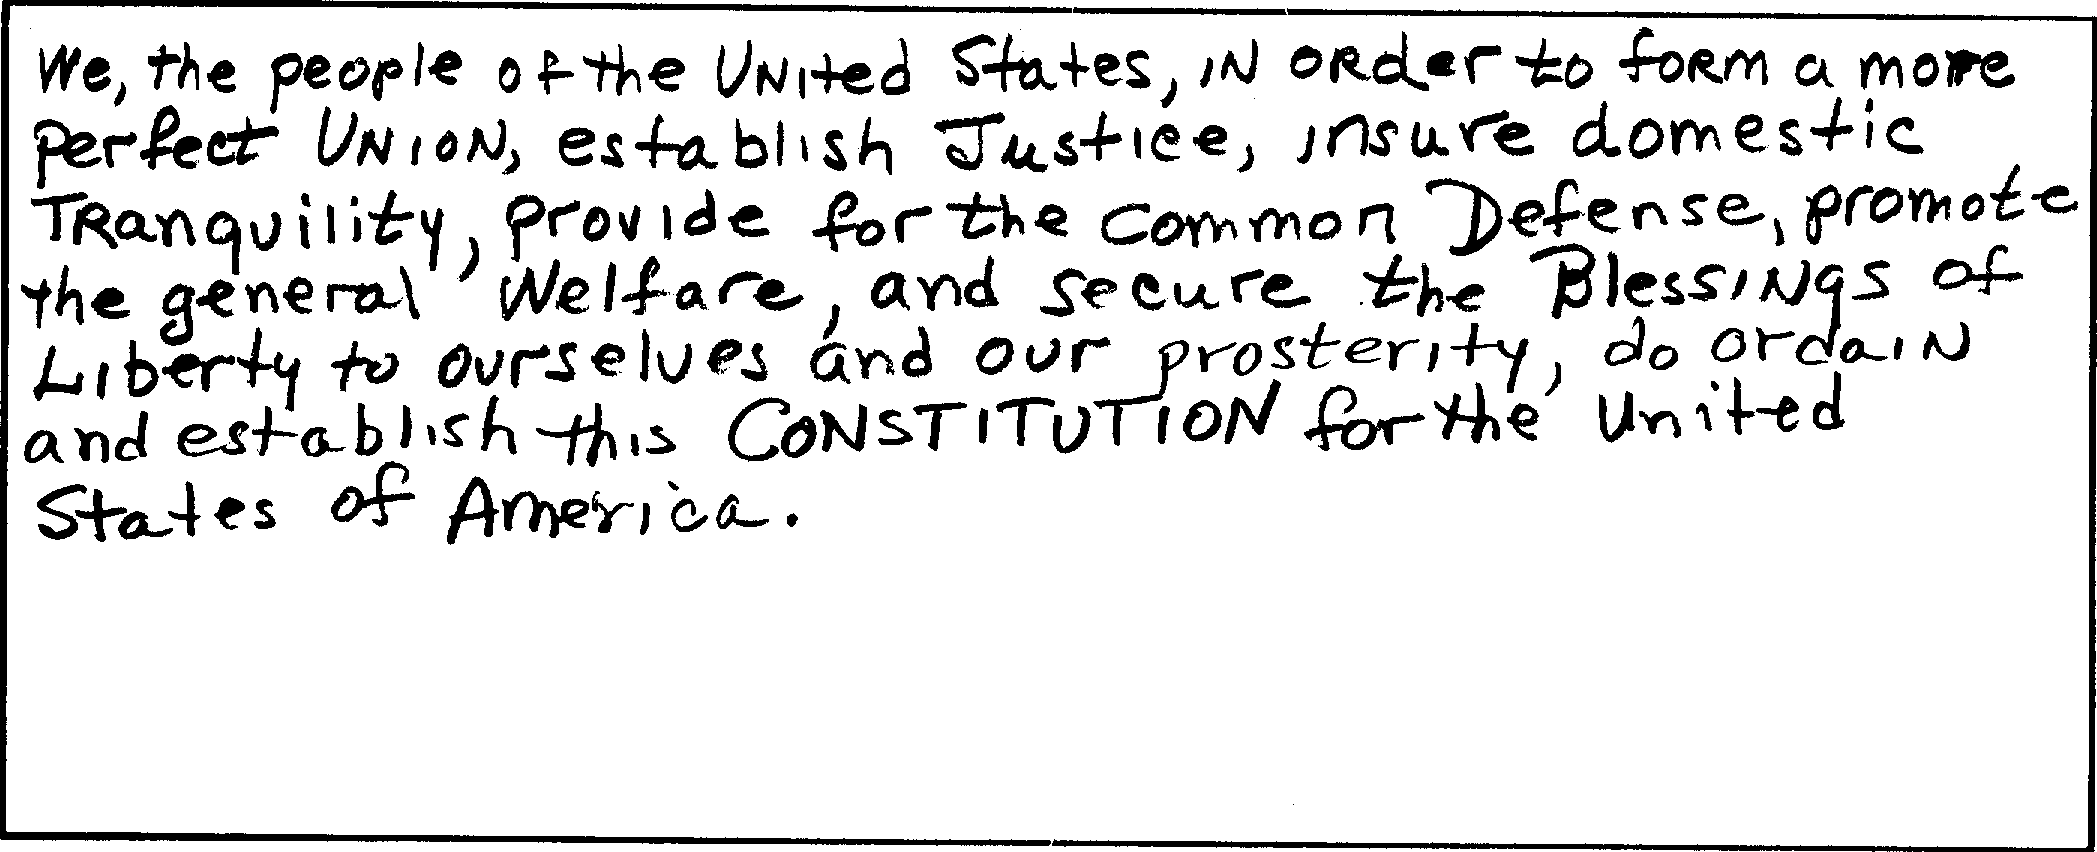 We, the people of the United States, in order to form a more
perfect Union, establish Justice, insure domestic
Tranquility, provide for the common Defense, promote
the general Welfare, and secure the Blessings of
Liberty to ourselves and our prosterity, do ordain
and establish this CONSTITUTION for the United
States of America.